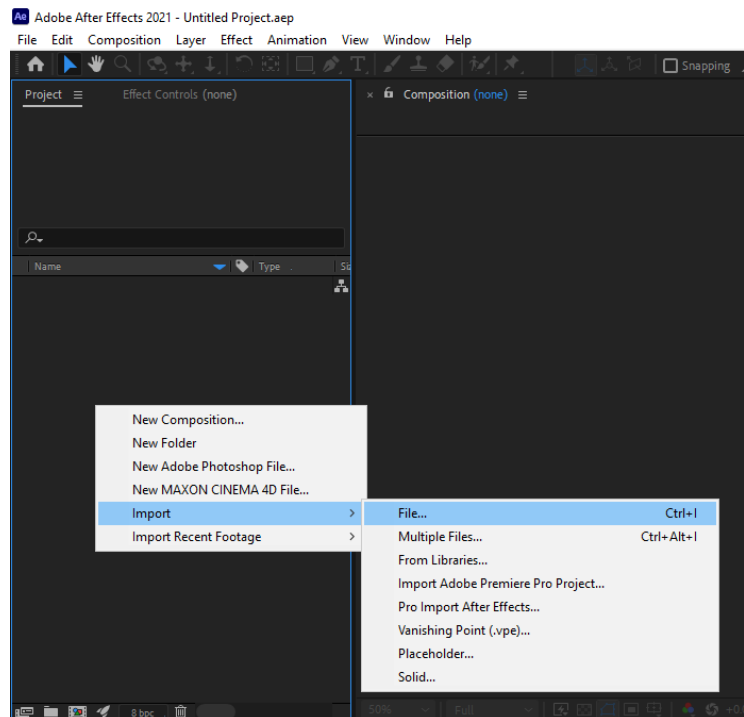 Ae Adobe After Effects 2021 - Untitled Project.aep
File Edit Composition Layer Effect Animation View Window Help
Snapping
Project Effect Controls (none) × Composition (none)
Name Type
New Composition...
New Folder
New Adobe Photoshop File...
New MAXON CINEMA 4D File...
Import > File... Ctrl+I
Import Recent Footage > Multiple Files... Ctrl+Alt+I
From Libraries...
Import Adobe Premiere Pro Project...
Pro Import After Effects...
Vanishing Point (.vpe)...
Placeholder...
Solid...
8 bpc 50% Full